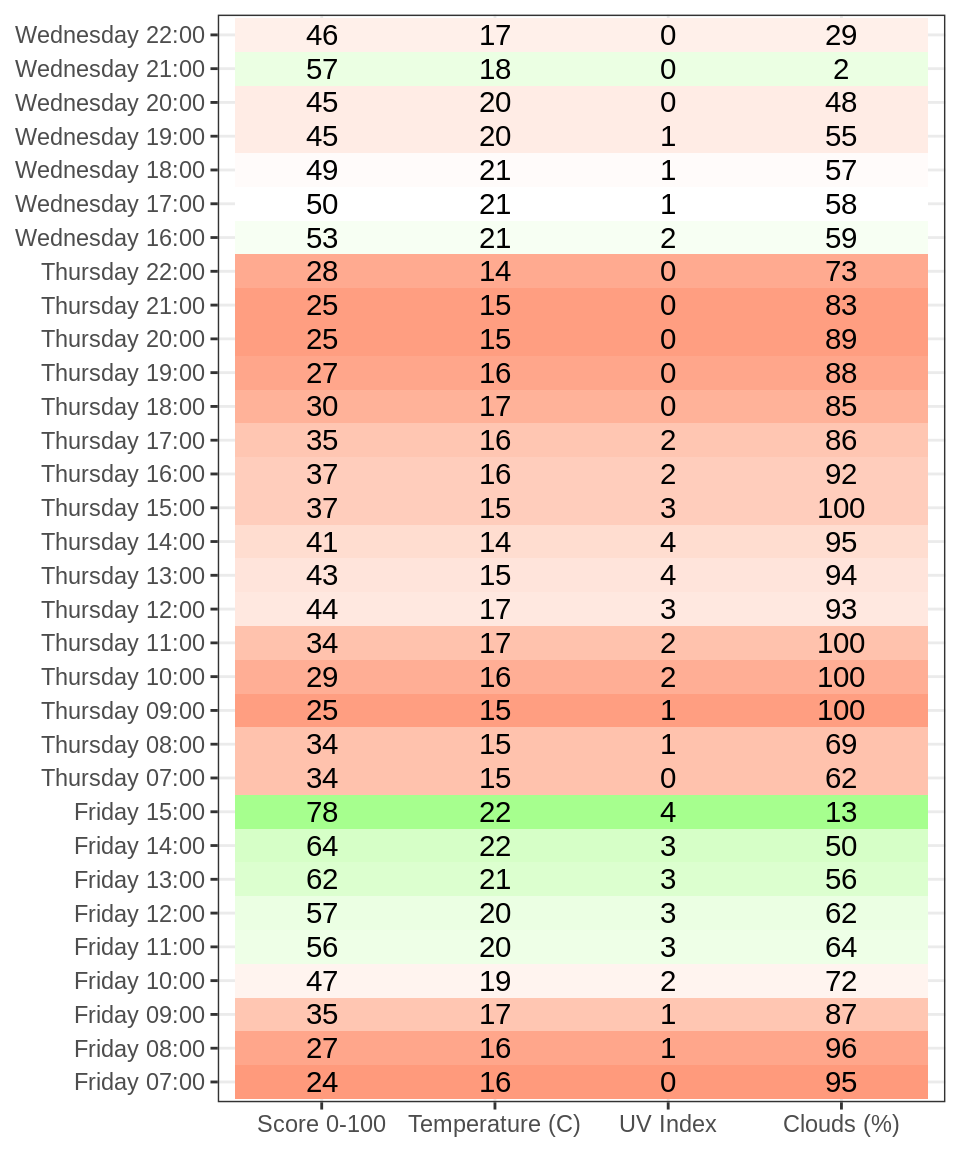 Wednesday 22:00 46 17 0 29
Wednesday 21:00 57 18 0 2
Wednesday 20:00 45 20 0 48
Wednesday 19:00 45 20 1 55
Wednesday 18:00 49 21 1 57
Wednesday 17:00 50 21 1 58
Wednesday 16:00 53 21 2 59
Thursday 22:00 28 14 0 73
Thursday 21:00 25 15 0 83
Thursday 20:00 25 15 0 89
Thursday 19:00 27 16 0 88
Thursday 18:00 30 17 0 85
Thursday 17:00 35 16 2 86
Thursday 16:00 37 16 2 92
Thursday 15:00 37 15 3 100
Thursday 14:00 41 14 4 95
Thursday 13:00 43 15 4 94
Thursday 12:00 44 17 3 93
Thursday 11:00 34 17 2 100
Thursday 10:00 29 16 2 100
Thursday 09:00 25 15 1 100
Thursday 08:00 34 15 1 69
Thursday 07:00 34 15 0 62
Friday 15:00 78 22 4 13
Friday 14:00 64 22 3 50
Friday 13:00 62 21 3 56
Friday 12:00 57 20 3 62
Friday 11:00 56 20 3 64
Friday 10:00 47 19 2 72
Friday 09:00 35 17 1 87
Friday 08:00 27 16 1 96
Friday 07:00 24 16 0 95
Score 0-100 Temperature (C) UV Index Clouds (%)